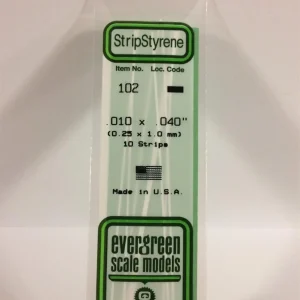 StripStyrene
Item No. Loc. Code
102
.010 x .040"
(0.25 x 1.0 mm)
10 Strips
Made in U.S.A.
evergreen
scale models